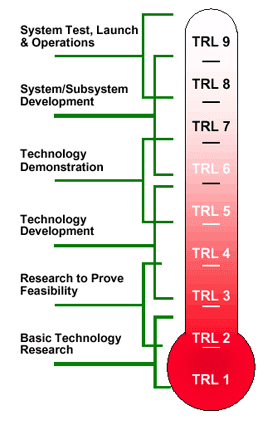 System Test, Launch
& Operations
System/Subsystem
Development
Technology
Demonstration
Technology
Development
Research to Prove
Feasibility
Basic Technology
Research
TRL 9
TRL 8
TRL 7
TRL 6
TRL 5
TRL 4
TRL 3
TRL 2
TRL 1